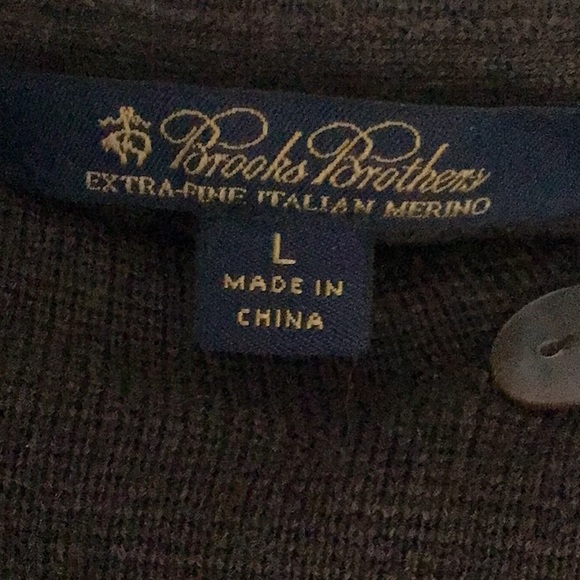 Brooks Brothers
EXTRA-FINE ITALIAN MERINO
L
MADE IN
CHINA